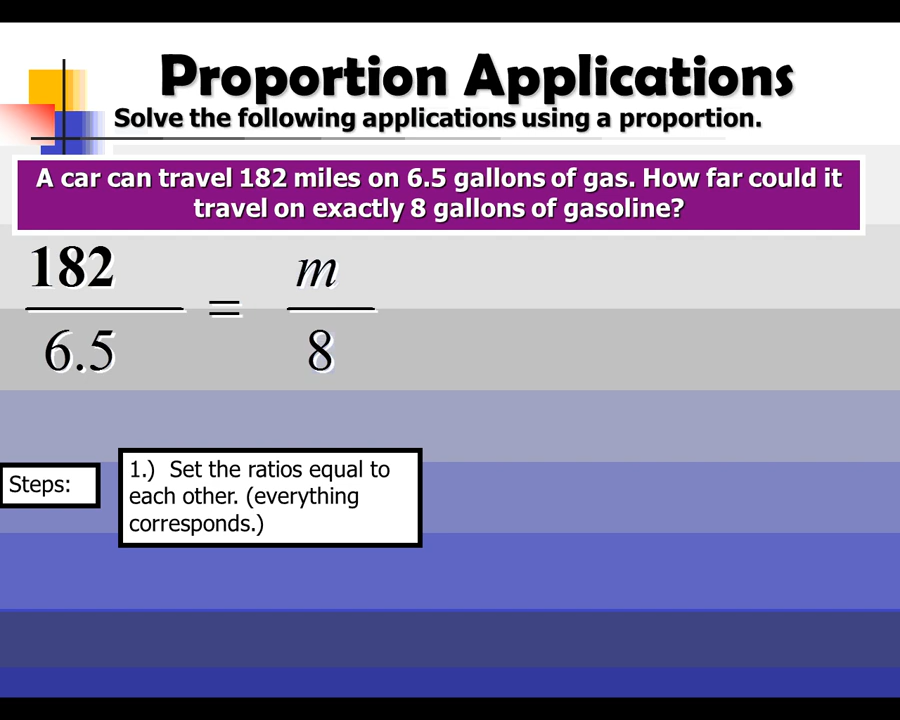 Proportion Applications
Solve the following applications using a proportion.
A car can travel 182 miles on 6.5 gallons of gas. How far could it
travel on exactly 8 gallons of gasoline?
182 = m
6.5 8
Steps:
1.) Set the ratios equal to
each other. (everything
corresponds.)